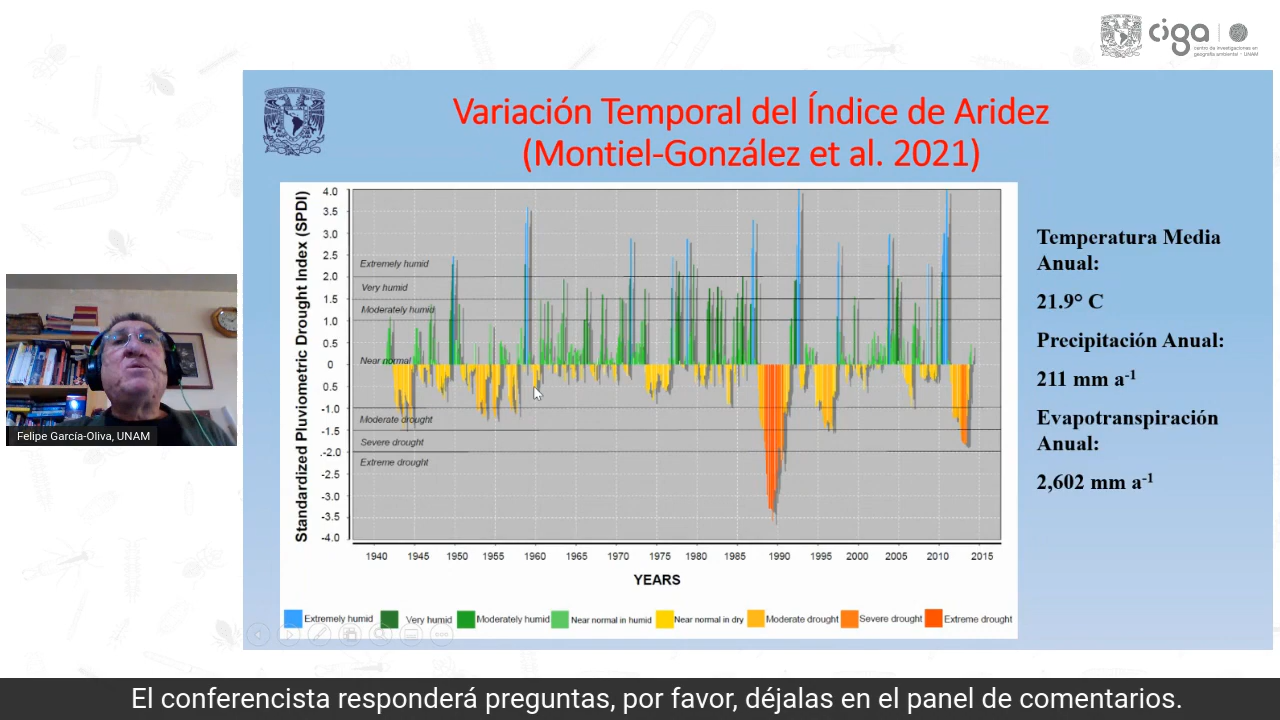 ciga
centro de investigaciones en
geografía ambiental - UNAM
Variación Temporal del Índice de Aridez
(Montiel-González et al. 2021)
Standardized Pluviometric Drought Index (SPDI)
4.0
3.5
3.0
2.5
2.0
1.5
1.0
0.5
0
0.5
-1.0
-1.5
-2.0
-2.5
-3.0
-3.5
-4.0
Extremely humid
Very humid
Moderately humid
Near normal
Moderate drought
Severe drought
Extreme drought
1940 1945 1950 1955 1960 1965 1970 1975 1980 1985 1990 1995 2000 2005 2010 2015
YEARS
Extremely humid Very humid Moderately humid Near normal in humid Near normal in dry Moderate drought Severe drought Extreme drought
Temperatura Media
Anual:
21.9° C
Precipitación Anual:
211 mm a-1
Evapotranspiración
Anual:
2,602 mm a-1
Felipe García-Oliva, UNAM
El conferencista responderá preguntas, por favor, déjalas en el panel de comentarios.